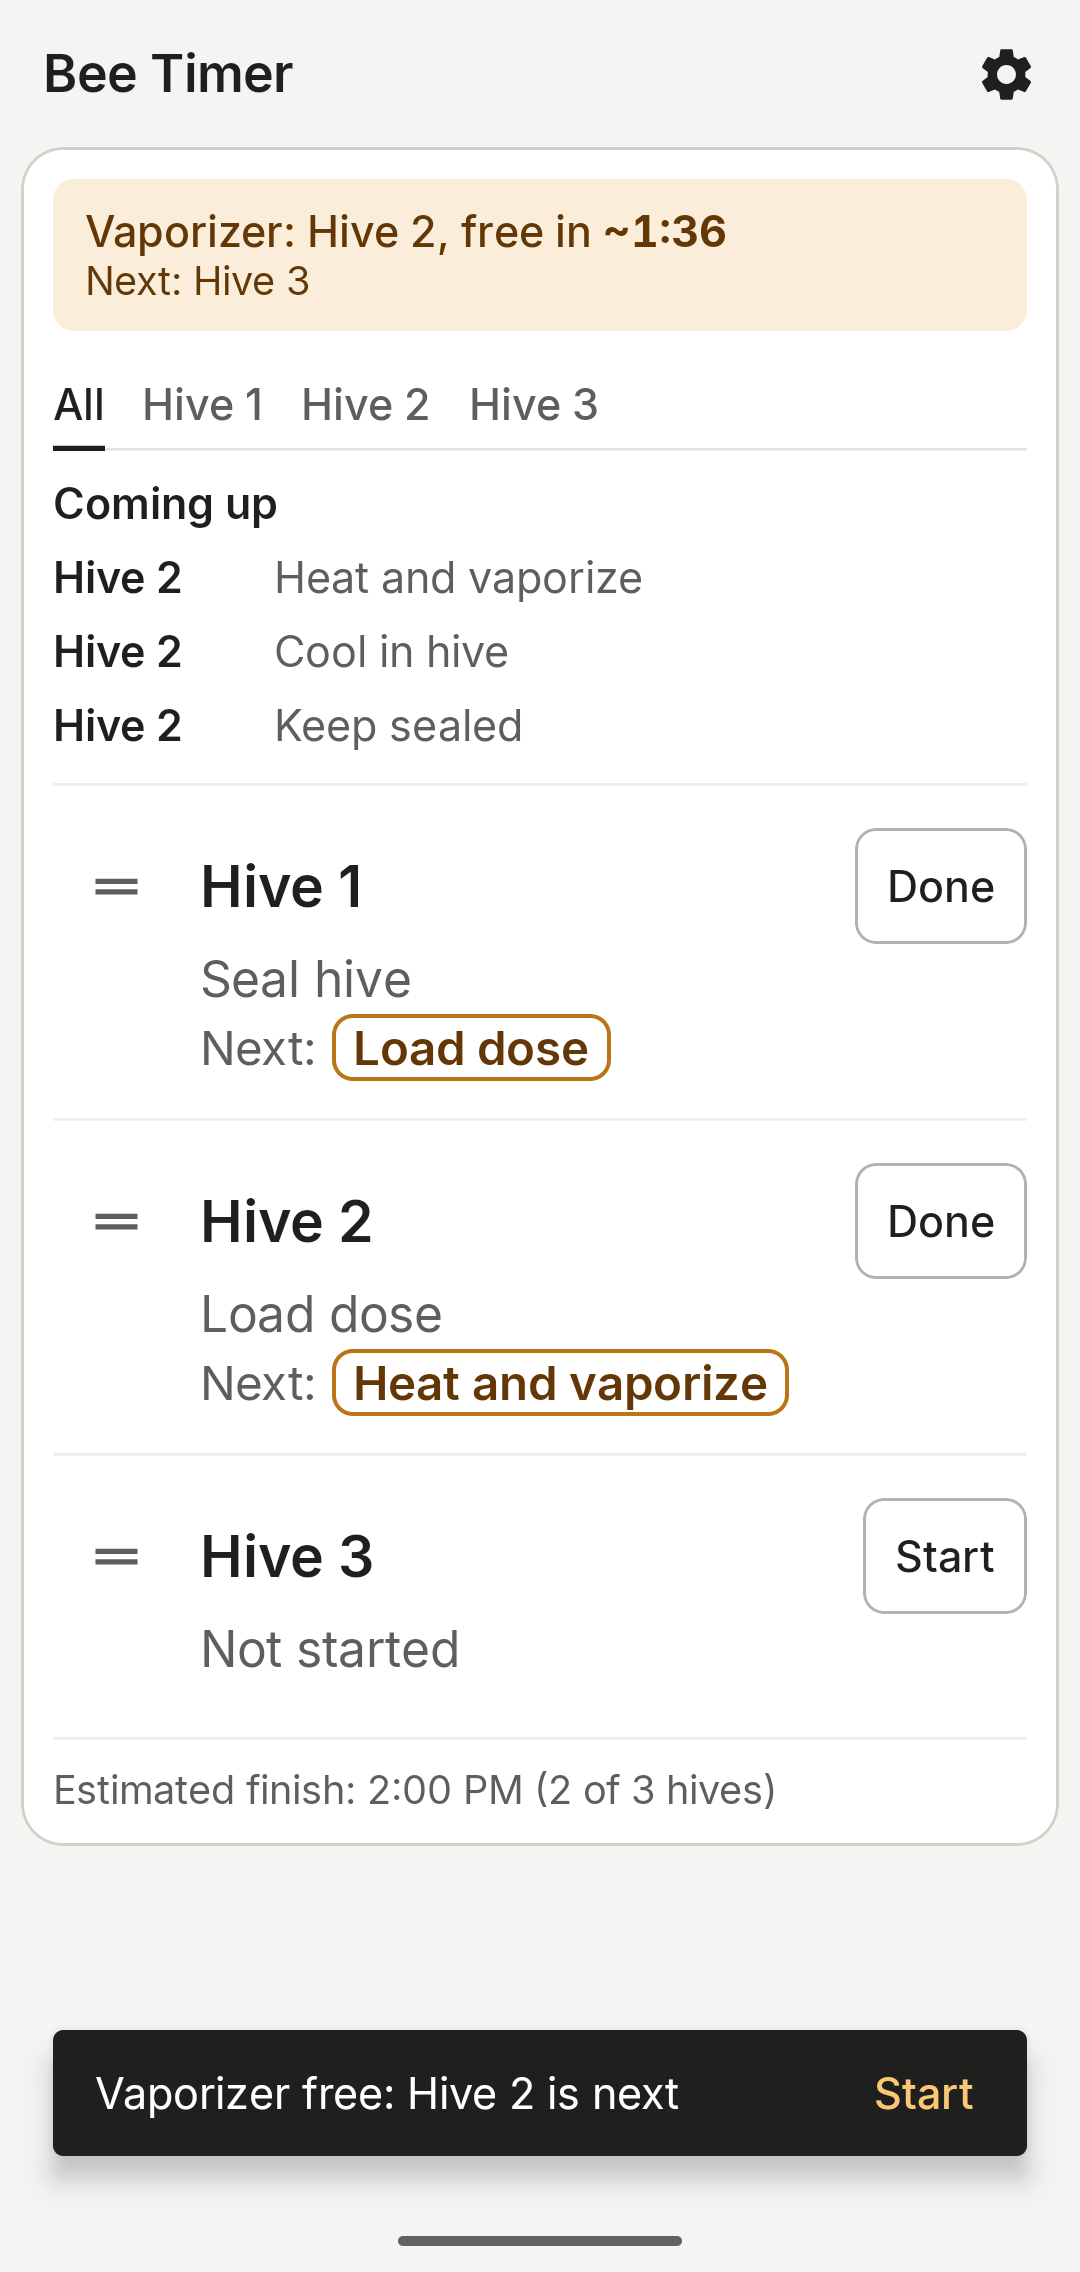 Bee Timer
Vaporizer: Hive 2, free in ~1:36
Next: Hive 3
All Hive 1 Hive 2 Hive 3
Coming up
Hive 2 Heat and vaporize
Hive 2 Cool in hive
Hive 2 Keep sealed
Hive 1 Done
Seal hive
Next: Load dose
Hive 2 Done
Load dose
Next: Heat and vaporize
Hive 3 Start
Not started
Estimated finish: 2:00 PM (2 of 3 hives)
Vaporizer free: Hive 2 is next Start